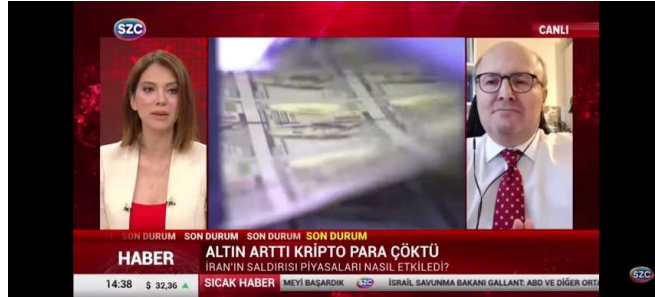 SZC
CANLI
SON DURUM SON DURUM SON DURUM SON DURUM
HABER
ALTIN ARTTI KRİPTO PARA ÇÖKTÜ
İRAN'IN SALDIRISI PİYASALARI NASIL ETKİLEDİ?
14:38 $ 32,36 ▲ SICAK HABER MEYİ BAŞARDIK SZC İSRAİL SAVUNMA BAKANI GALLANT: ABD VE DİĞER ORTA
SZC